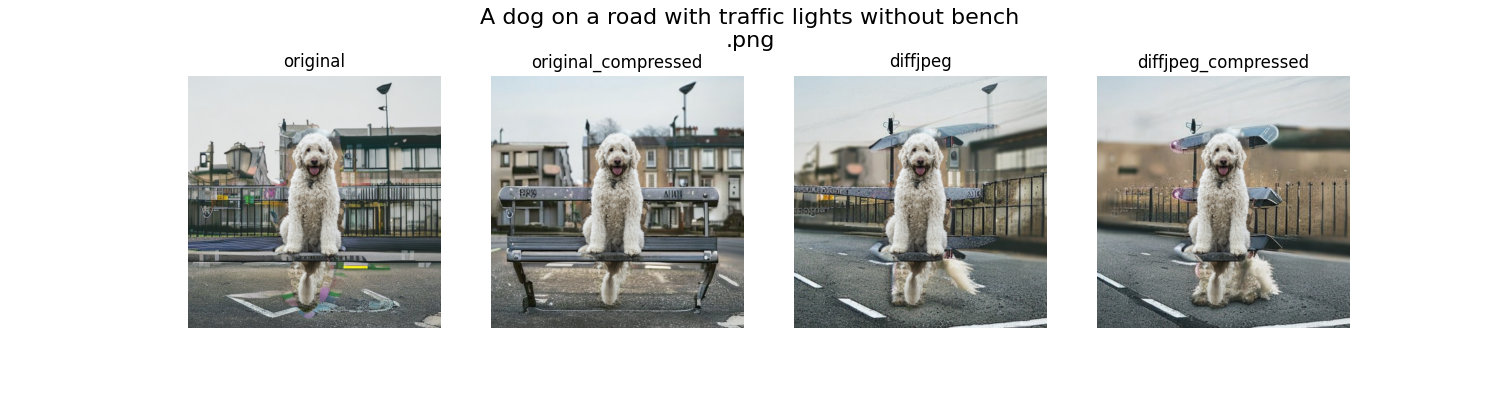 A dog on a road with traffic lights without bench
.png
original
original_compressed
diffjpeg
diffjpeg_compressed